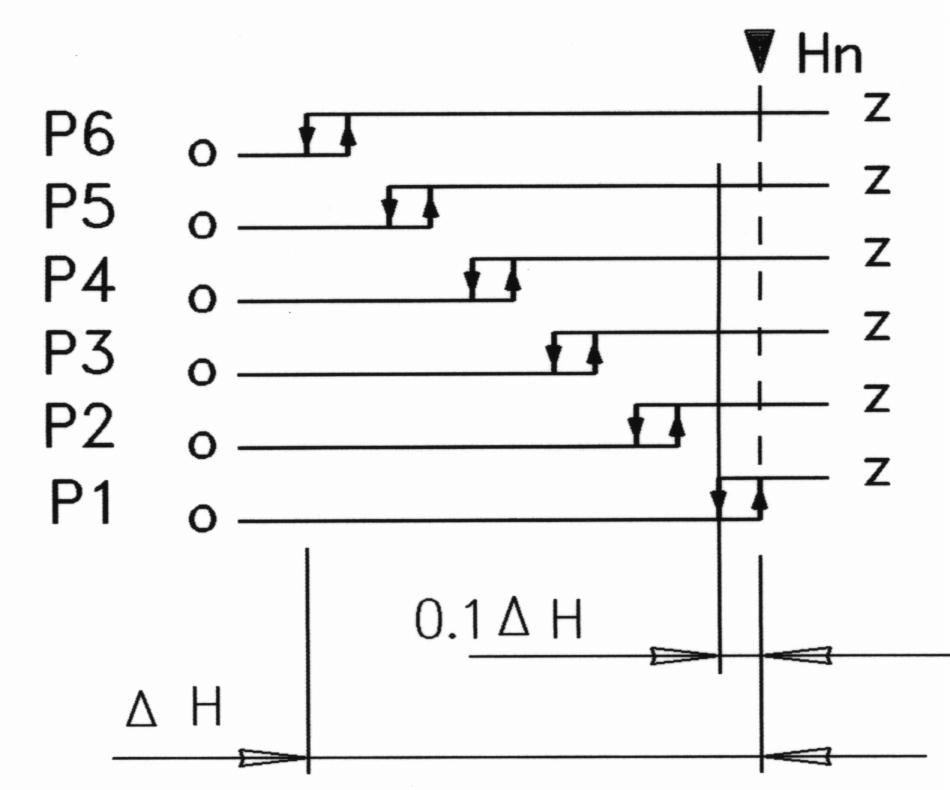 Hn
P6 o z
P5 o z
P4 o z
P3 o z
P2 o z
P1 o z
0.1 Δ H
Δ H